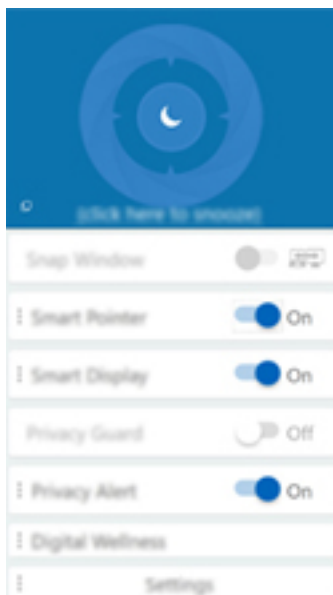 (click here to snooze)
Snap Window
Smart Pointer On
Smart Display On
Privacy Guard Off
Privacy Alert On
Digital Wellness
Settings